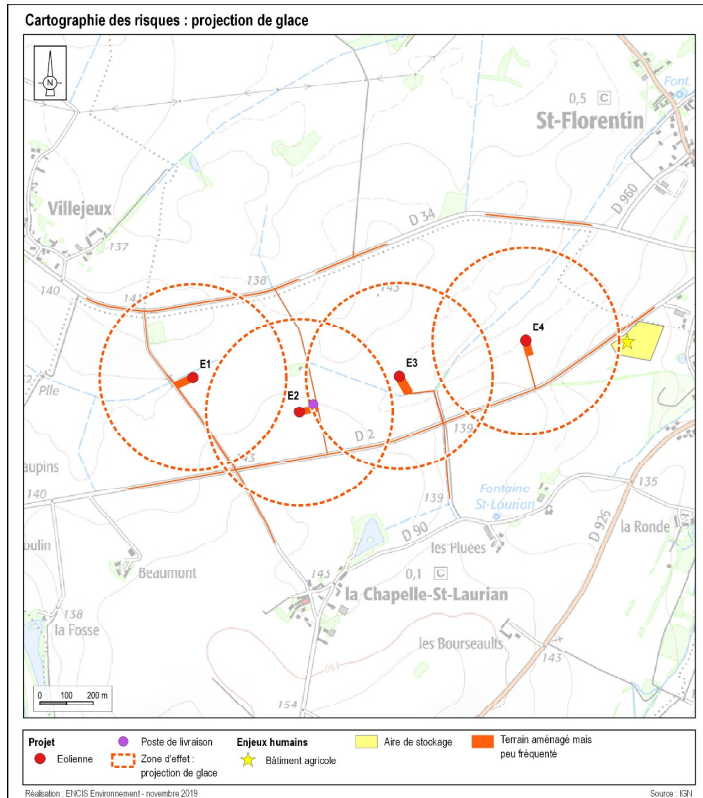 Cartographie des risques : projection de glace
N
0,5 C
Font.
St-Florentin
Villejeux
137
D 34
D 960
140
141
138
143
E1
E2
E3
E4
Plle
D 2
139
143
aupins
140
139
Fontaine
St-Laurian
135
D 926
la Ronde
oulin
Beaumont
D 90
les Pluées
0,1 C
143
la Chapelle-St-Laurian
138
la Fosse
les Bourseaults
143
150
154
0 100 200 m
Projet
Eolienne
Poste de livraison
Zone d'effet :
projection de glace
Enjeux humains
Bâtiment agricole
Aire de stockage
Terrain aménagé mais
peu fréquenté
Réalisation : ENCIS Environnement - novembre 2019
Source : IGN